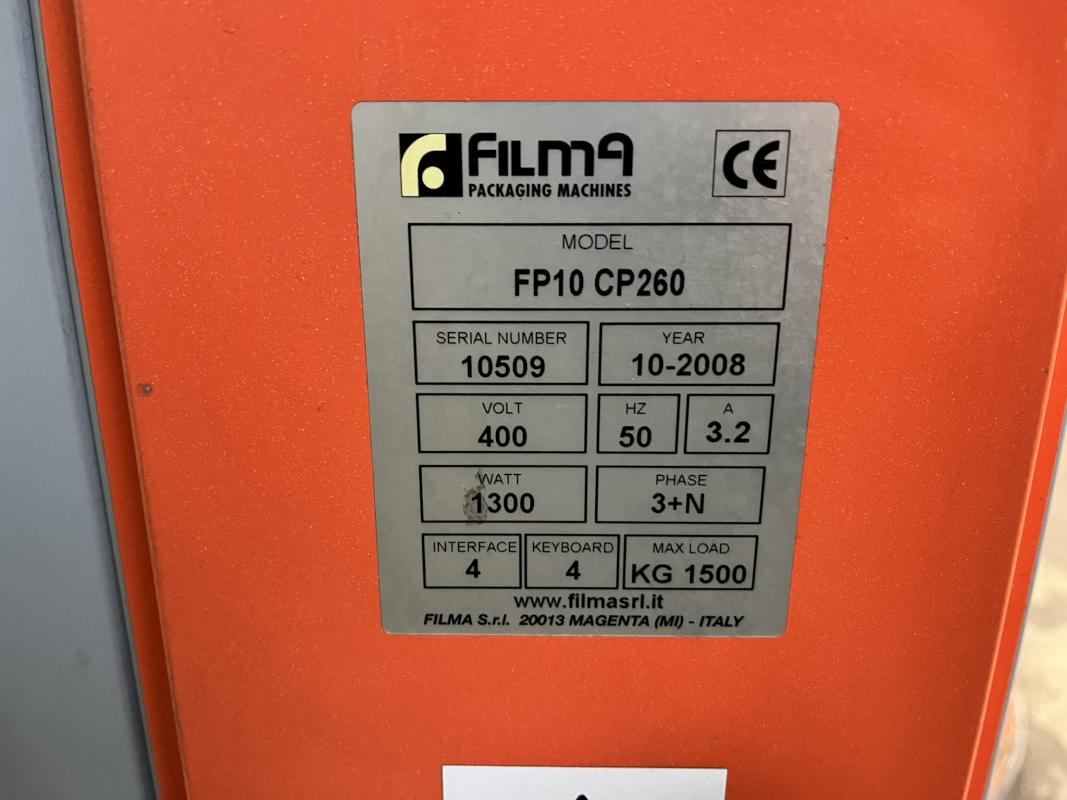 FILMA
PACKAGING MACHINES
CE
MODEL
FP10 CP260
SERIAL NUMBER
10509
YEAR
10-2008
VOLT
400
HZ
50
A
3.2
WATT
1300
PHASE
3+N
INTERFACE
4
KEYBOARD
4
MAX LOAD
KG 1500
www.filmasrl.it
FILMA S.r.l. 20013 MAGENTA (MI) - ITALY